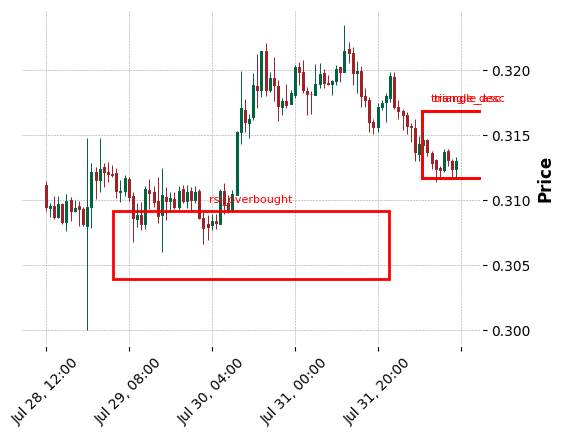 0.320
0.315
0.310
0.305
0.300
Price
rsi_overbought
Jul 28, 12:00
Jul 29, 08:00
Jul 30, 04:00
Jul 31, 00:00
Jul 31, 20:00